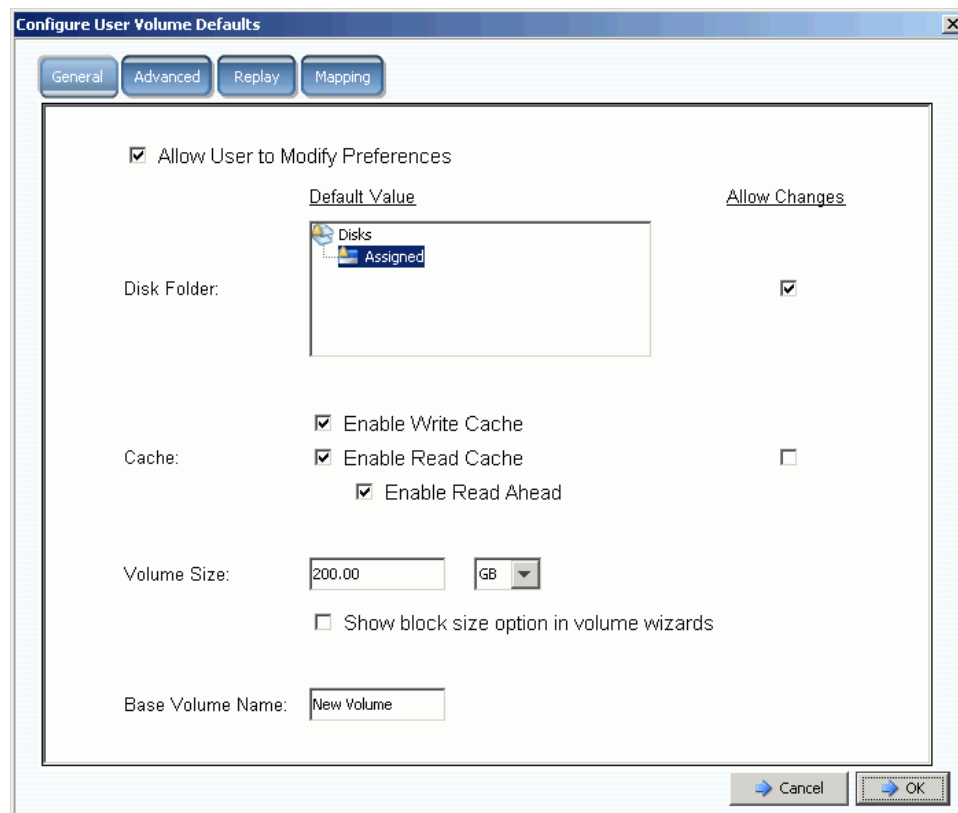 Configure User Volume Defaults
General Advanced Replay Mapping
Allow User to Modify Preferences
Default Value Allow Changes
Disks
Assigned
Disk Folder:
Enable Write Cache
Cache: Enable Read Cache
Enable Read Ahead
Volume Size: 200.00 GB
Show block size option in volume wizards
Base Volume Name: New Volume
Cancel OK